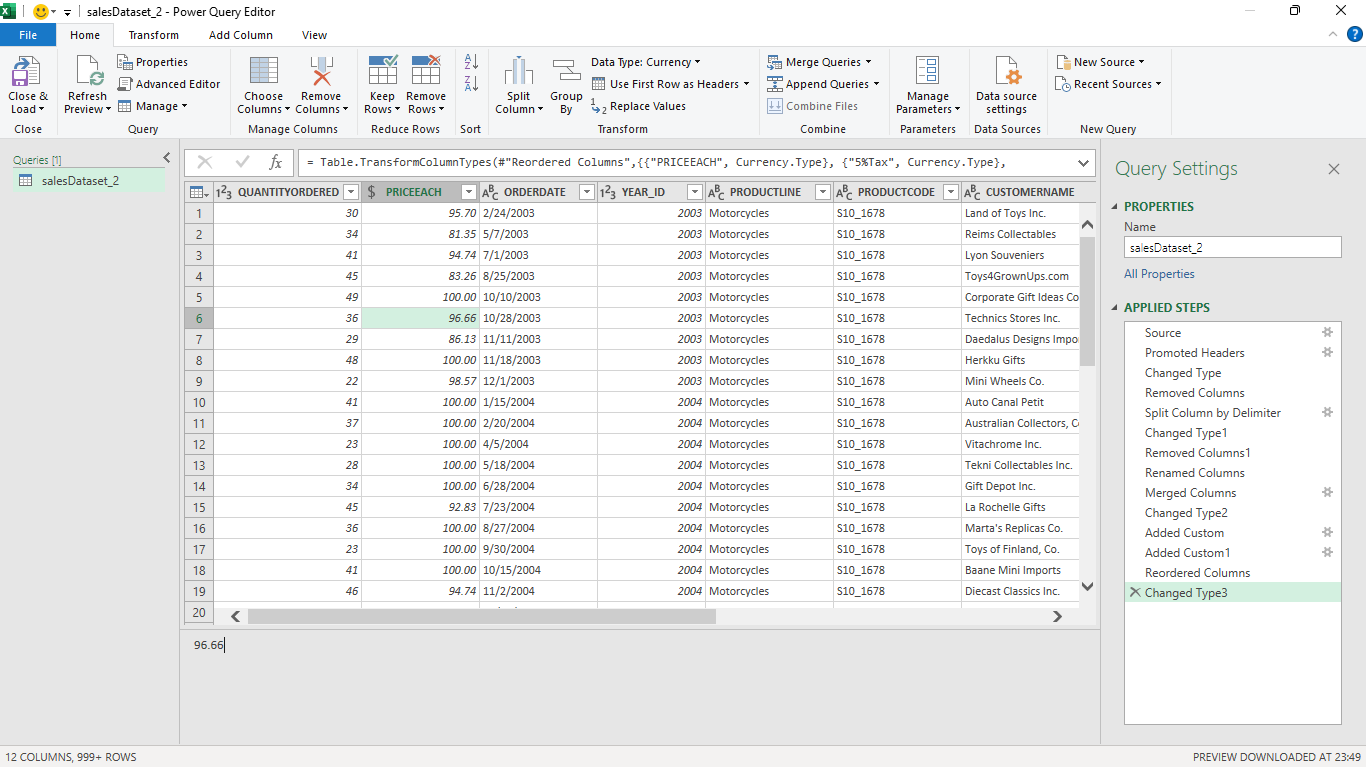 salesDataset_2 - Power Query Editor
File Home Transform Add Column View
Close & Load
Close
Refresh Preview
Properties
Advanced Editor
Manage
Query
Choose Columns
Remove Columns
Manage Columns
Keep Rows
Remove Rows
Reduce Rows
Sort
Split Column
Group By
Data Type: Currency
Use First Row as Headers
Replace Values
Transform
Merge Queries
Append Queries
Combine Files
Combine
Manage Parameters
Parameters
Data source settings
Data Sources
New Source
Recent Sources
New Query
Queries [1]
salesDataset_2
fx = Table.TransformColumnTypes(#"Reordered Columns",{{"PRICEEACH", Currency.Type}, {"5%Tax", Currency.Type},
QUANTITYORDERED $ PRICEEACH ORDERDATE YEAR_ID PRODUCTLINE PRODUCTCODE CUSTOMERNAME
1 30 95.70 2/24/2003 2003 Motorcycles S10_1678 Land of Toys Inc.
2 34 81.35 5/7/2003 2003 Motorcycles S10_1678 Reims Collectables
3 41 94.74 7/1/2003 2003 Motorcycles S10_1678 Lyon Souveniers
4 45 83.26 8/25/2003 2003 Motorcycles S10_1678 Toys4GrownUps.com
5 49 100.00 10/10/2003 2003 Motorcycles S10_1678 Corporate Gift Ideas Co
6 36 96.66 10/28/2003 2003 Motorcycles S10_1678 Technics Stores Inc.
7 29 86.13 11/11/2003 2003 Motorcycles S10_1678 Daedalus Designs Impo
8 48 100.00 11/18/2003 2003 Motorcycles S10_1678 Herkku Gifts
9 22 98.57 12/1/2003 2003 Motorcycles S10_1678 Mini Wheels Co.
10 41 100.00 1/15/2004 2004 Motorcycles S10_1678 Auto Canal Petit
11 37 100.00 2/20/2004 2004 Motorcycles S10_1678 Australian Collectors, C
12 23 100.00 4/5/2004 2004 Motorcycles S10_1678 Vitachrome Inc.
13 28 100.00 5/18/2004 2004 Motorcycles S10_1678 Tekni Collectables Inc.
14 34 100.00 6/28/2004 2004 Motorcycles S10_1678 Gift Depot Inc.
15 45 92.83 7/23/2004 2004 Motorcycles S10_1678 La Rochelle Gifts
16 36 100.00 8/27/2004 2004 Motorcycles S10_1678 Marta's Replicas Co.
17 23 100.00 9/30/2004 2004 Motorcycles S10_1678 Toys of Finland, Co.
18 41 100.00 10/15/2004 2004 Motorcycles S10_1678 Baane Mini Imports
19 46 94.74 11/2/2004 2004 Motorcycles S10_1678 Diecast Classics Inc.
20
96.66
Query Settings
PROPERTIES
Name
salesDataset_2
All Properties
APPLIED STEPS
Source
Promoted Headers
Changed Type
Removed Columns
Split Column by Delimiter
Changed Type1
Removed Columns1
Renamed Columns
Merged Columns
Changed Type2
Added Custom
Added Custom1
Reordered Columns
Changed Type3
12 COLUMNS, 999+ ROWS
PREVIEW DOWNLOADED AT 23:49